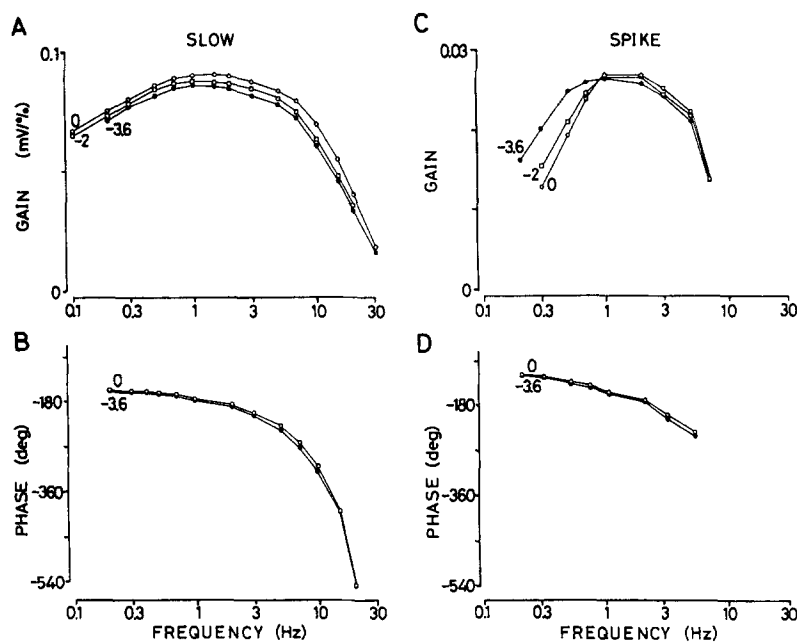 A
SLOW
0.1
GAIN (mV/%)
0
-2
-3.6
0
0.1 0.3 1 3 10 30
B
0
-3.6
-180
-360
-540
PHASE (deg)
0.1 0.3 1 3 10 30
FREQUENCY (Hz)
C
SPIKE
0.03
GAIN
-3.6
-2
0
0
0.1 0.3 1 3 10 30
D
0
-3.6
-180
-360
-540
PHASE (deg)
0.1 0.3 1 3 10 30
FREQUENCY (Hz)